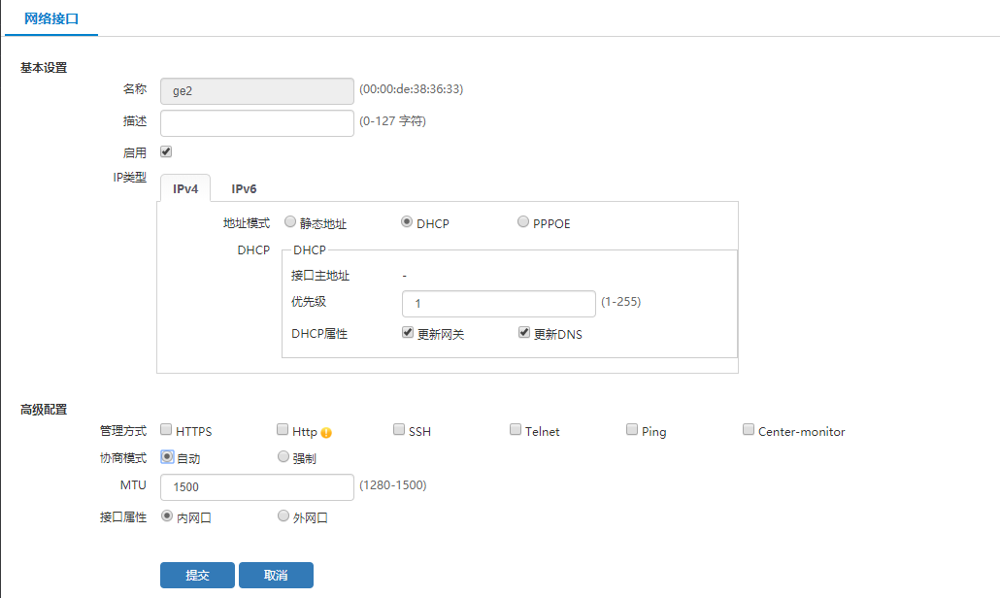 网络接口
基本设置
名称 ge2 (00:00:de:38:36:33)
描述 (0-127 字符)
启用
IP类型 IPv4 IPv6
地址模式 静态地址 DHCP PPPOE
DHCP DHCP
接口主地址 -
优先级 1 (1-255)
DHCP属性 更新网关 更新DNS
高级配置
管理方式 HTTPS Http SSH Telnet Ping Center-monitor
协商模式 自动 强制
MTU 1500 (1280-1500)
接口属性 内网口 外网口
提交 取消